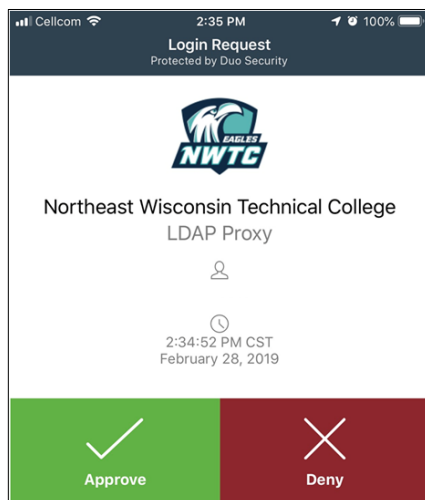 Cellcom 2:35 PM 100%
Login Request
Protected by Duo Security
EAGLES
NWTC
Northeast Wisconsin Technical College
LDAP Proxy
2:34:52 PM CST
February 28, 2019
Approve Deny